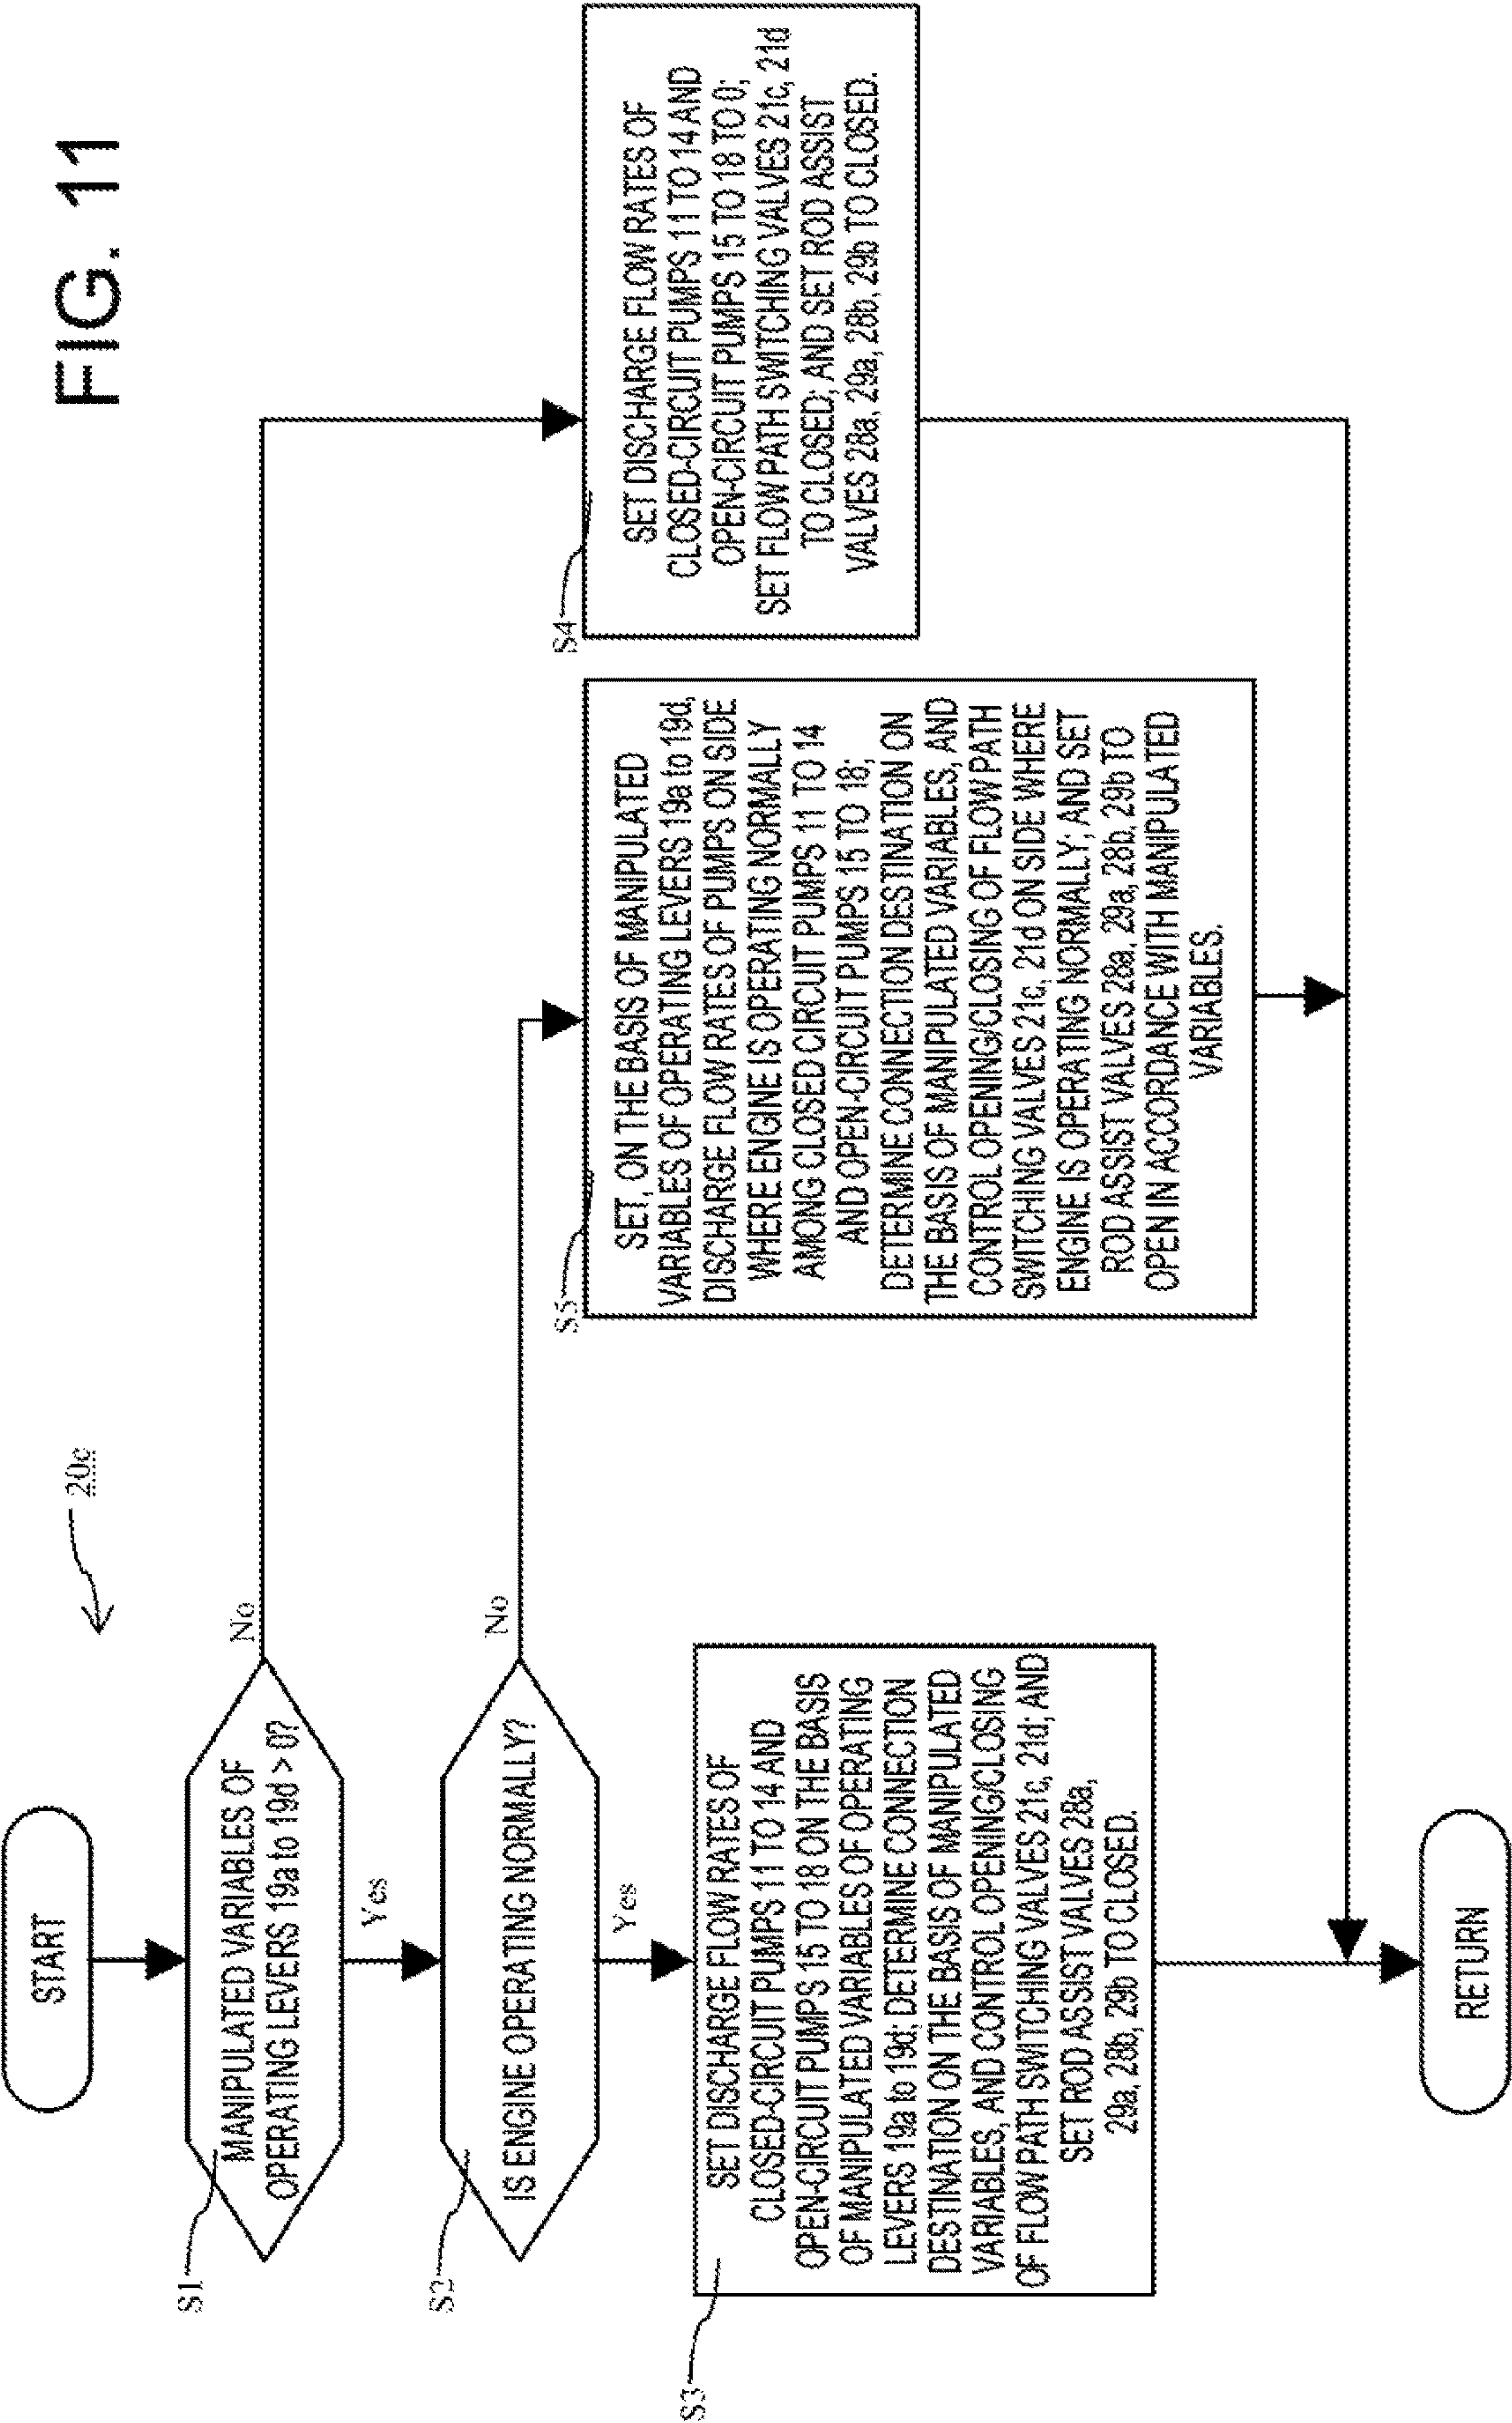 FIG. 11
20c
START
S1
MANIPULATED VARIABLES OF
OPERATING LEVERS 19a to 19d > 0?
No
Yes
S2
IS ENGINE OPERATING NORMALLY?
No
Yes
S3
SET DISCHARGE FLOW RATES OF
CLOSED-CIRCUIT PUMPS 11 TO 14 AND
OPEN-CIRCUIT PUMPS 15 TO 18 ON THE BASIS
OF MANIPULATED VARIABLES OF OPERATING
LEVERS 19a to 19d; DETERMINE CONNECTION
DESTINATION ON THE BASIS OF MANIPULATED
VARIABLES, AND CONTROL OPENING/CLOSING
OF FLOW PATH SWITCHING VALVES 21c, 21d; AND
SET ROD ASSIST VALVES 28a,
29a, 28b, 29b TO CLOSED.
S5
SET, ON THE BASIS OF MANIPULATED
VARIABLES OF OPERATING LEVERS 19a to 19d,
DISCHARGE FLOW RATES OF PUMPS ON SIDE
WHERE ENGINE IS OPERATING NORMALLY
AMONG CLOSED CIRCUIT PUMPS 11 TO 14
AND OPEN-CIRCUIT PUMPS 15 TO 18;
DETERMINE CONNECTION DESTINATION ON
THE BASIS OF MANIPULATED VARIABLES, AND
CONTROL OPENING/CLOSING OF FLOW PATH
SWITCHING VALVES 21c, 21d ON SIDE WHERE
ENGINE IS OPERATING NORMALLY; AND SET
ROD ASSIST VALVES 28a, 29a, 28b, 29b TO
OPEN IN ACCORDANCE WITH MANIPULATED
VARIABLES.
S4
SET DISCHARGE FLOW RATES OF
CLOSED-CIRCUIT PUMPS 11 TO 14 AND
OPEN-CIRCUIT PUMPS 15 TO 18 TO 0;
SET FLOW PATH SWITCHING VALVES 21c, 21d
TO CLOSED; AND SET ROD ASSIST
VALVES 28a, 29a, 28b, 29b TO CLOSED.
RETURN